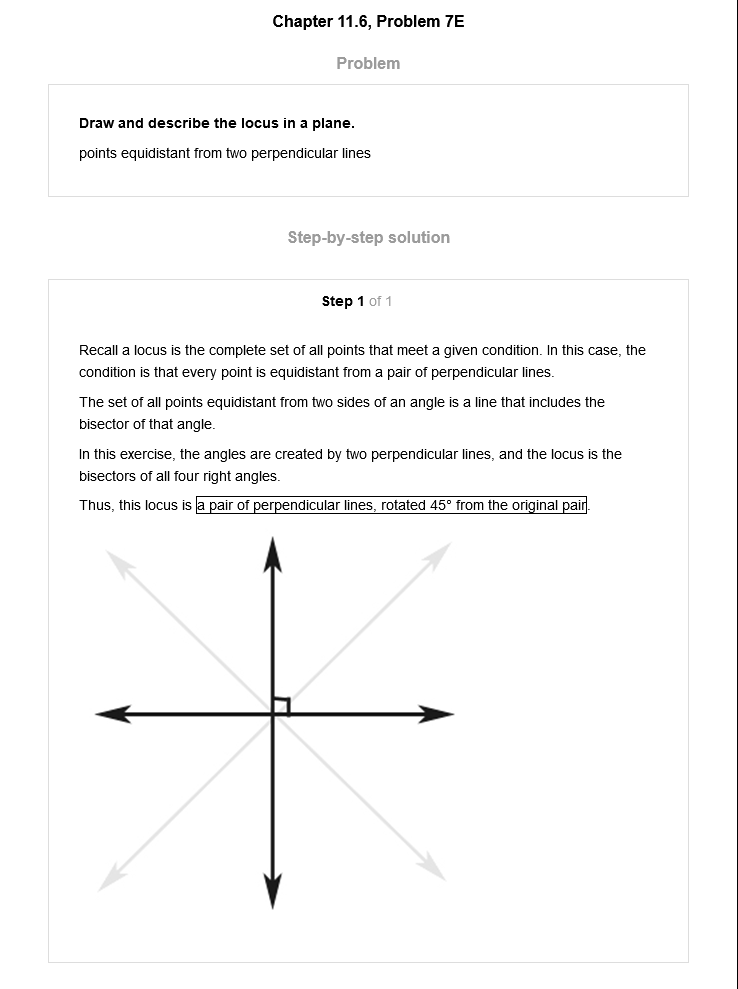 Chapter 11.6, Problem 7E
Problem
Draw and describe the locus in a plane.
points equidistant from two perpendicular lines
Step-by-step solution
Step 1 of 1
Recall a locus is the complete set of all points that meet a given condition. In this case, the
condition is that every point is equidistant from a pair of perpendicular lines.
The set of all points equidistant from two sides of an angle is a line that includes the
bisector of that angle.
In this exercise, the angles are created by two perpendicular lines, and the locus is the
bisectors of all four right angles.
Thus, this locus is a pair of perpendicular lines, rotated 45° from the original pair.